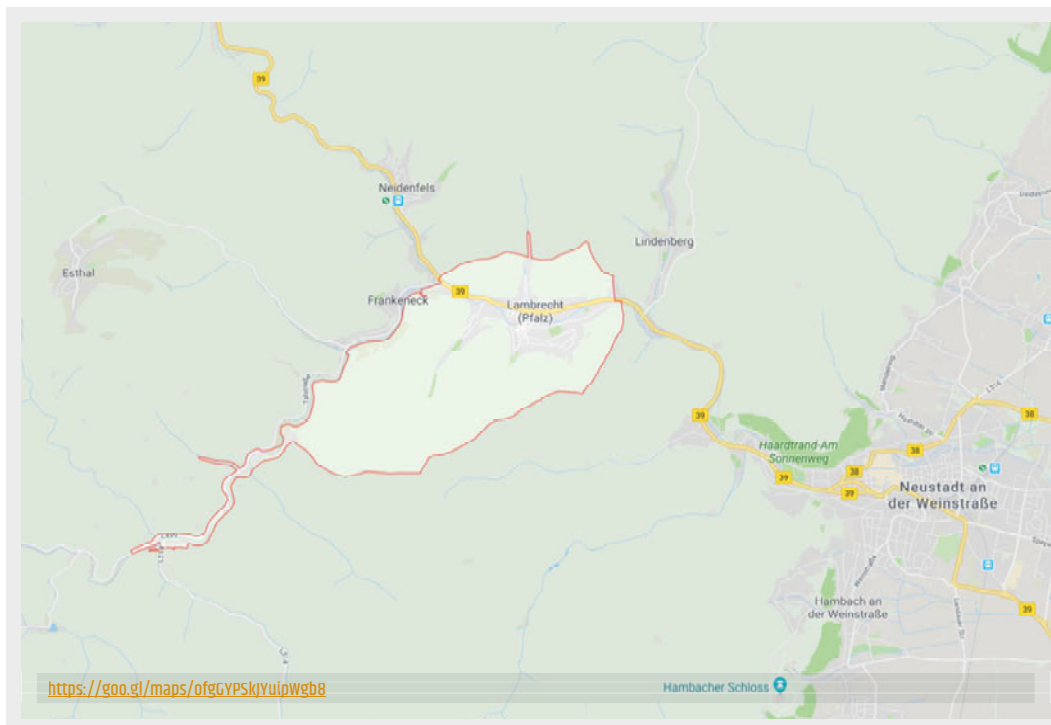 39
Neidenfels
Lindenberg
Esthal
Frankeneck
39
Lambrecht
(Pfalz)
L516
39
Haardtrand-Am
Sonnenweg
38
38
38
39
39
Neustadt an
der Weinstraße
Hambach an
der Weinstraße
39
Hambacher Schloss
https://goo.gl/maps/ofgGYPSkJYuipWgb8